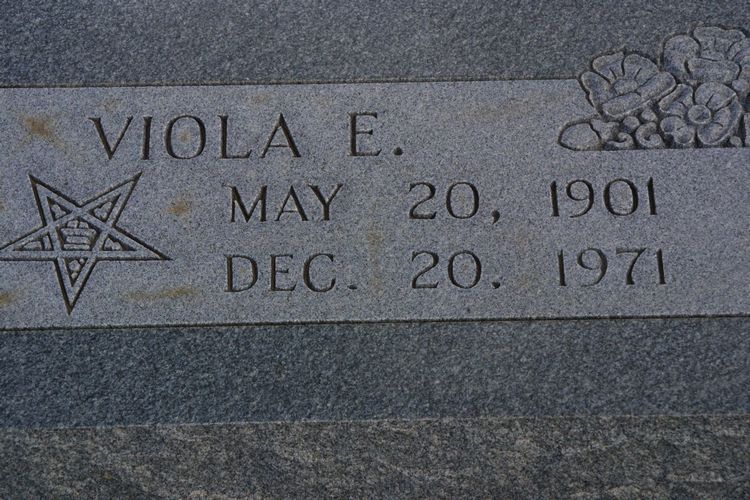 VIOLA E.
MAY 20, 1901
DEC. 20. 1971